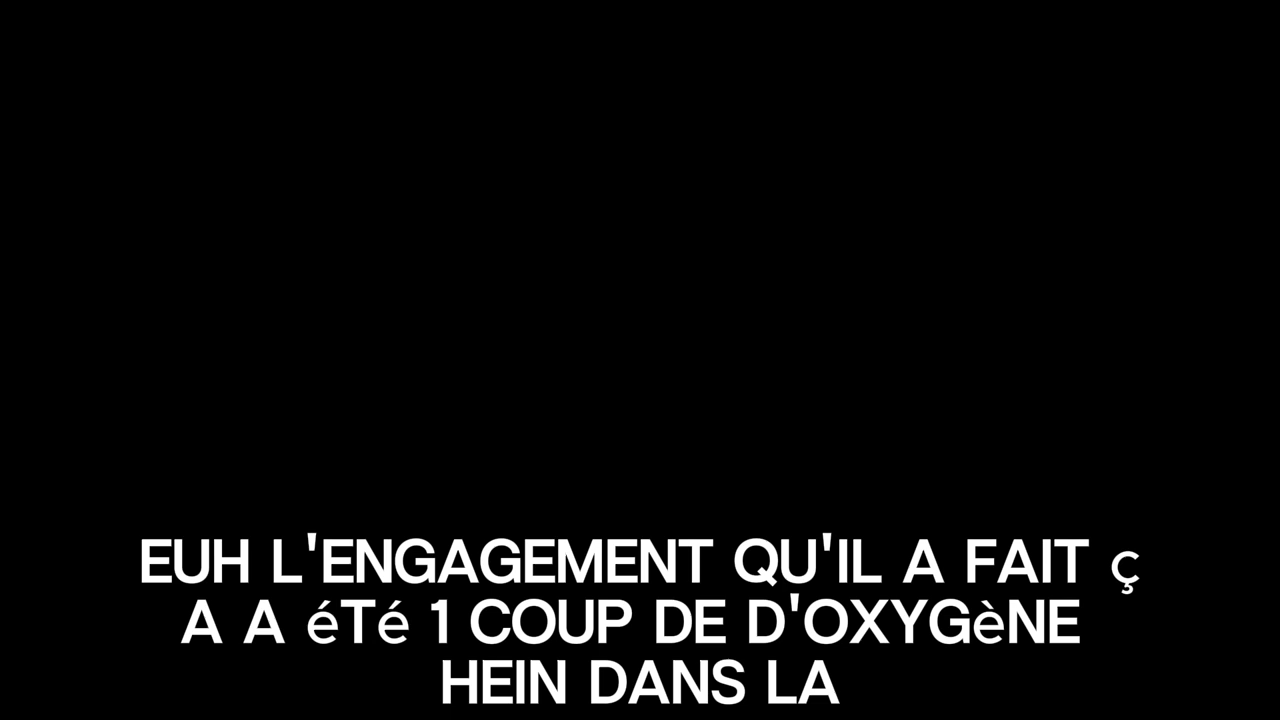 EUH L'ENGAGEMENT QU'IL A FAIT ç
A A éTé 1 COUP DE D'OXYGèNE
HEIN DANS LA